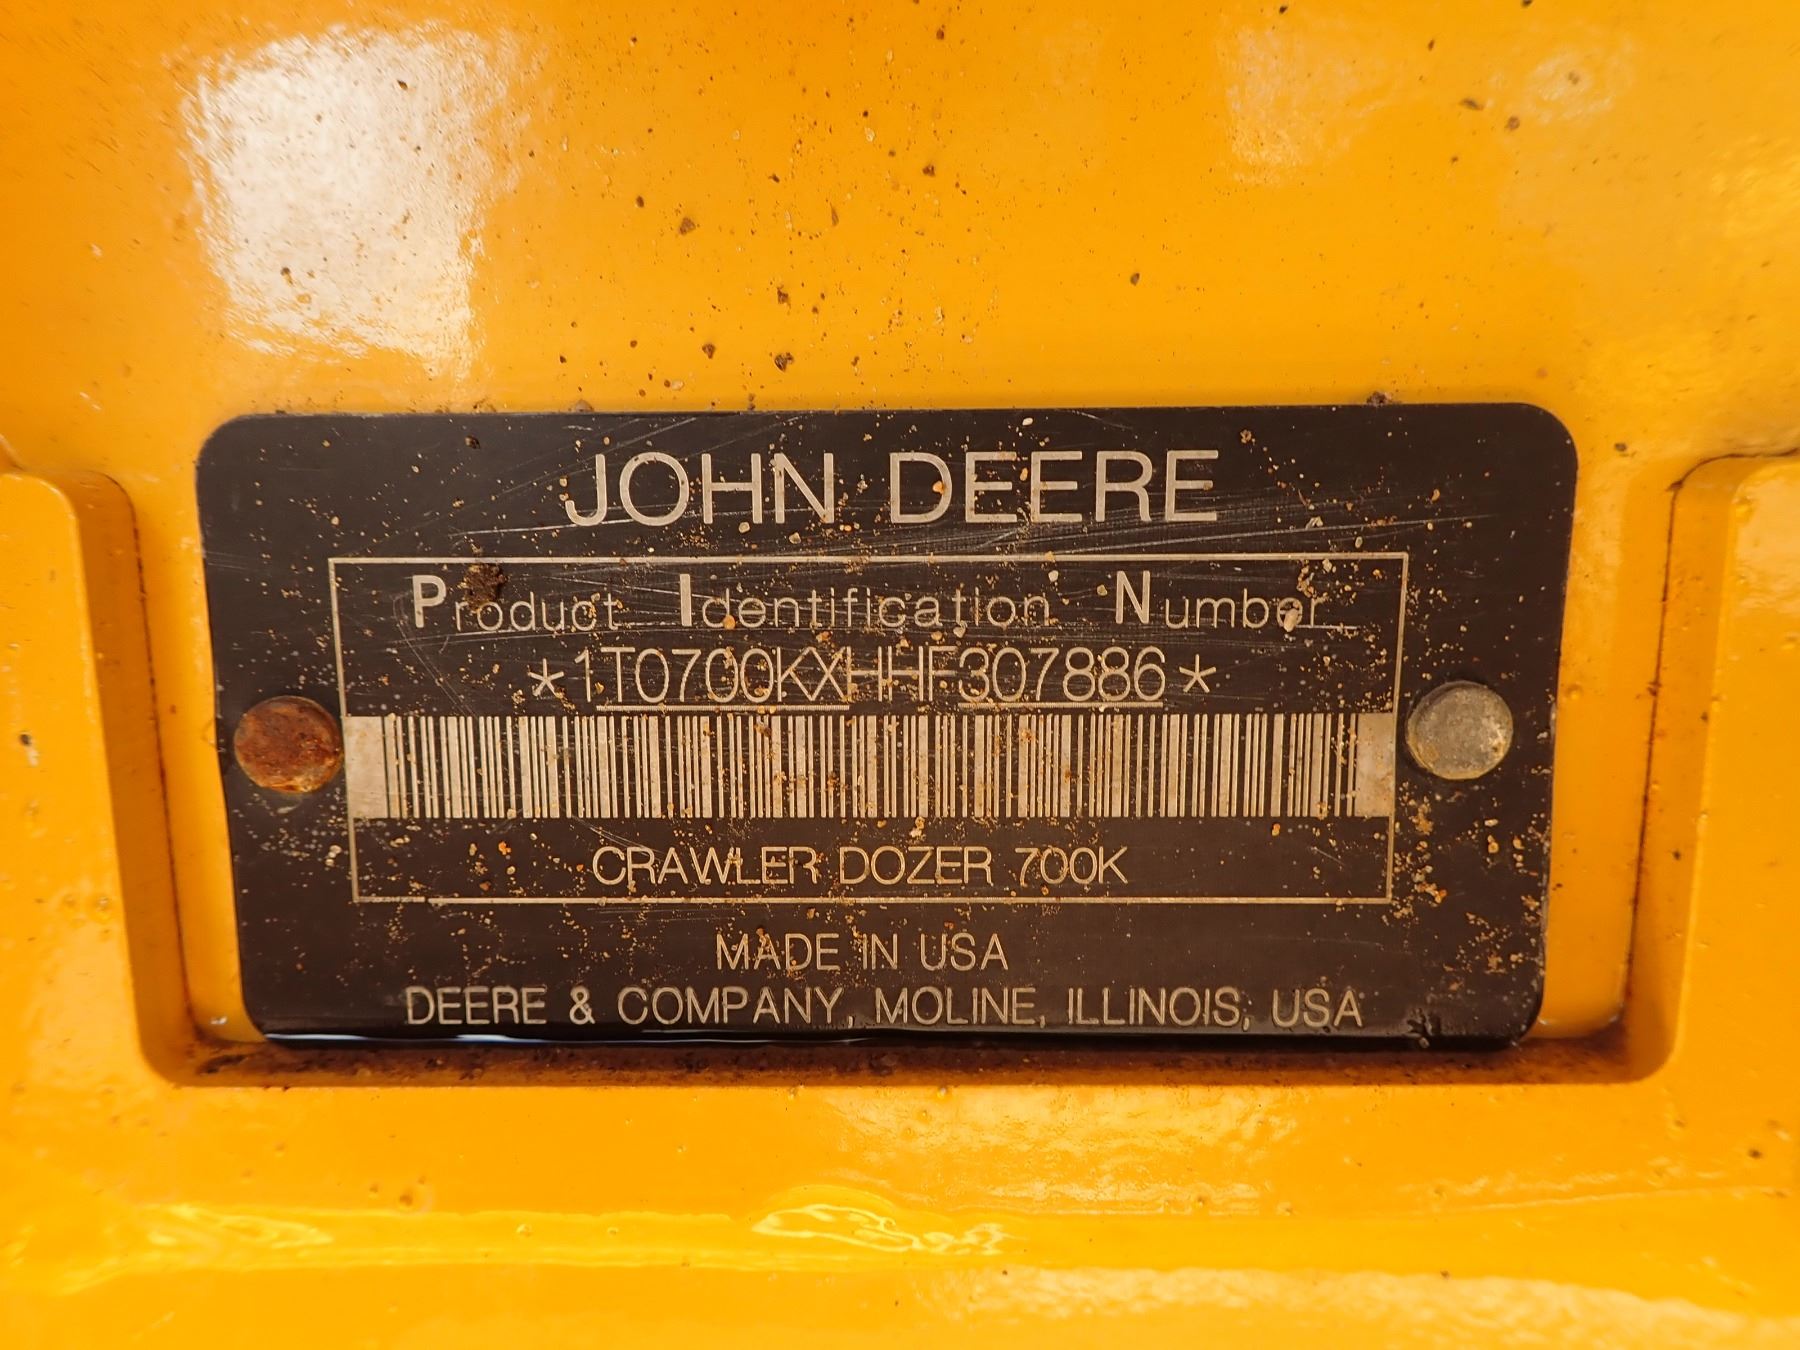 JOHN DEERE
Product Identification Number
*1T0700KXHHF307886*
CRAWLER DOZER 700K
MADE IN USA
DEERE & COMPANY, MOLINE, ILLINOIS, USA